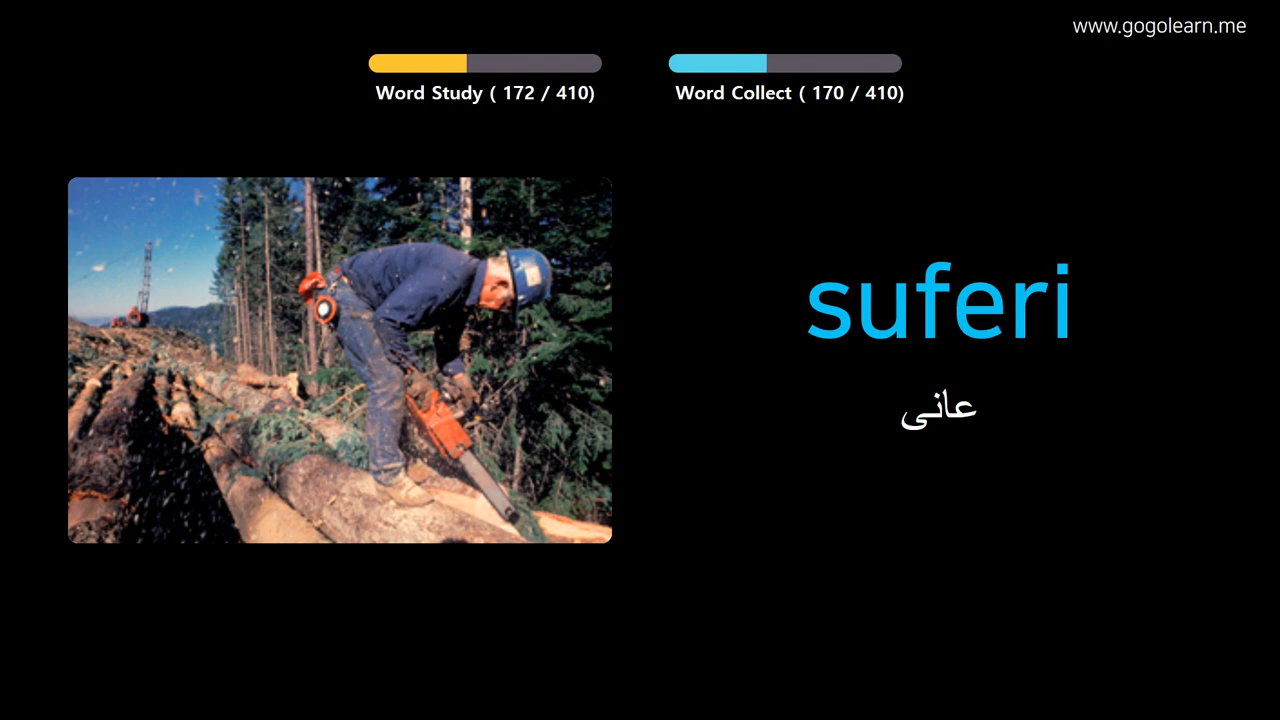 www.gogolearn.me
Word Study ( 172 / 410)
Word Collect ( 170 / 410)
suferi
عانى